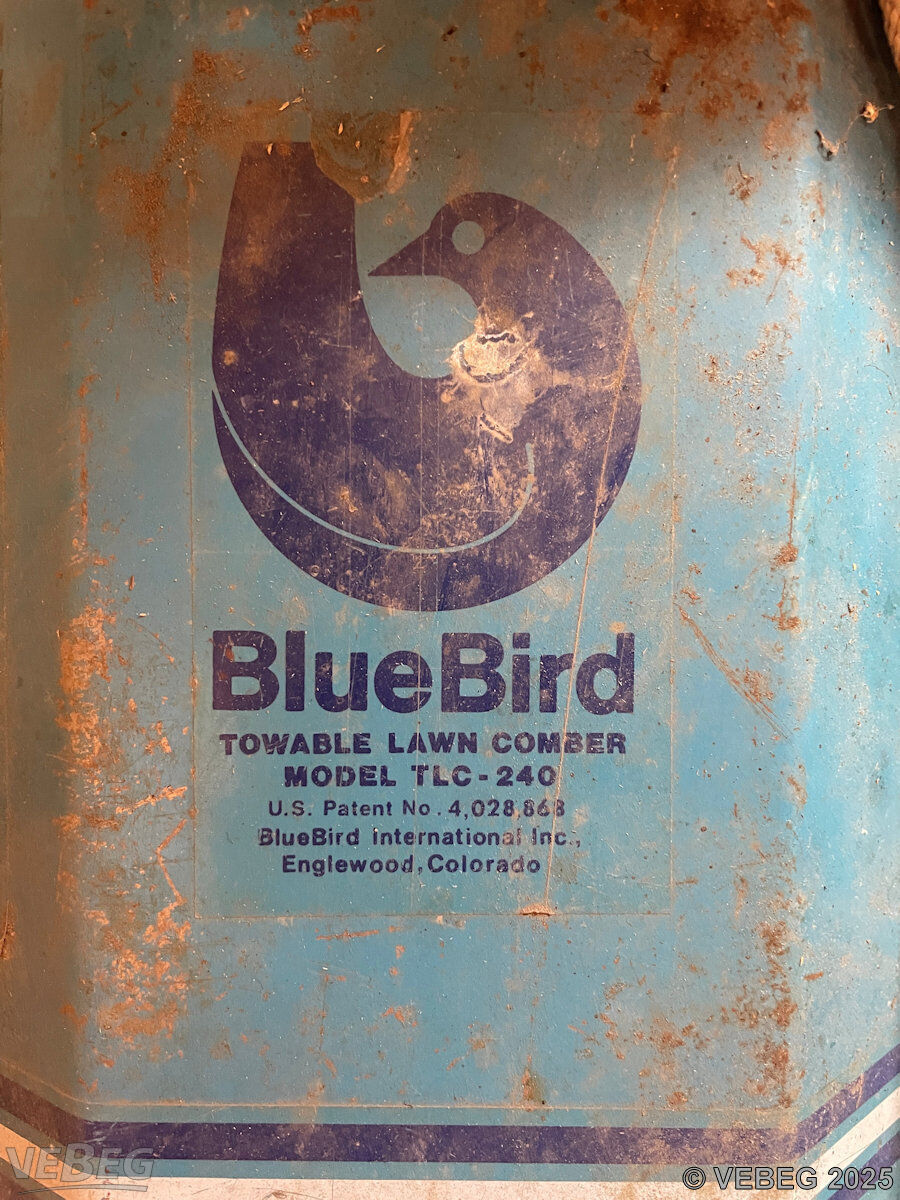 BlueBird
TOWABLE LAWN COMBER
MODEL TLC-240
U.S. Patent No. 4,028,868
BlueBird International Inc.,
Englewood, Colorado
VEBEG
© VEBEG 2025